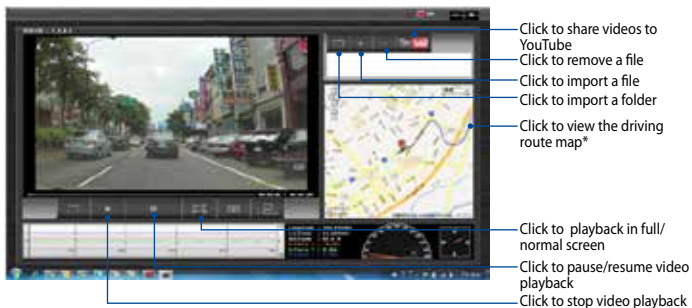 Click to share videos to
YouTube
Click to remove a file
Click to import a file
Click to import a folder
Click to view the driving
route map*
Click to playback in full/
normal screen
Click to pause/resume video
playback
Click to stop video playback